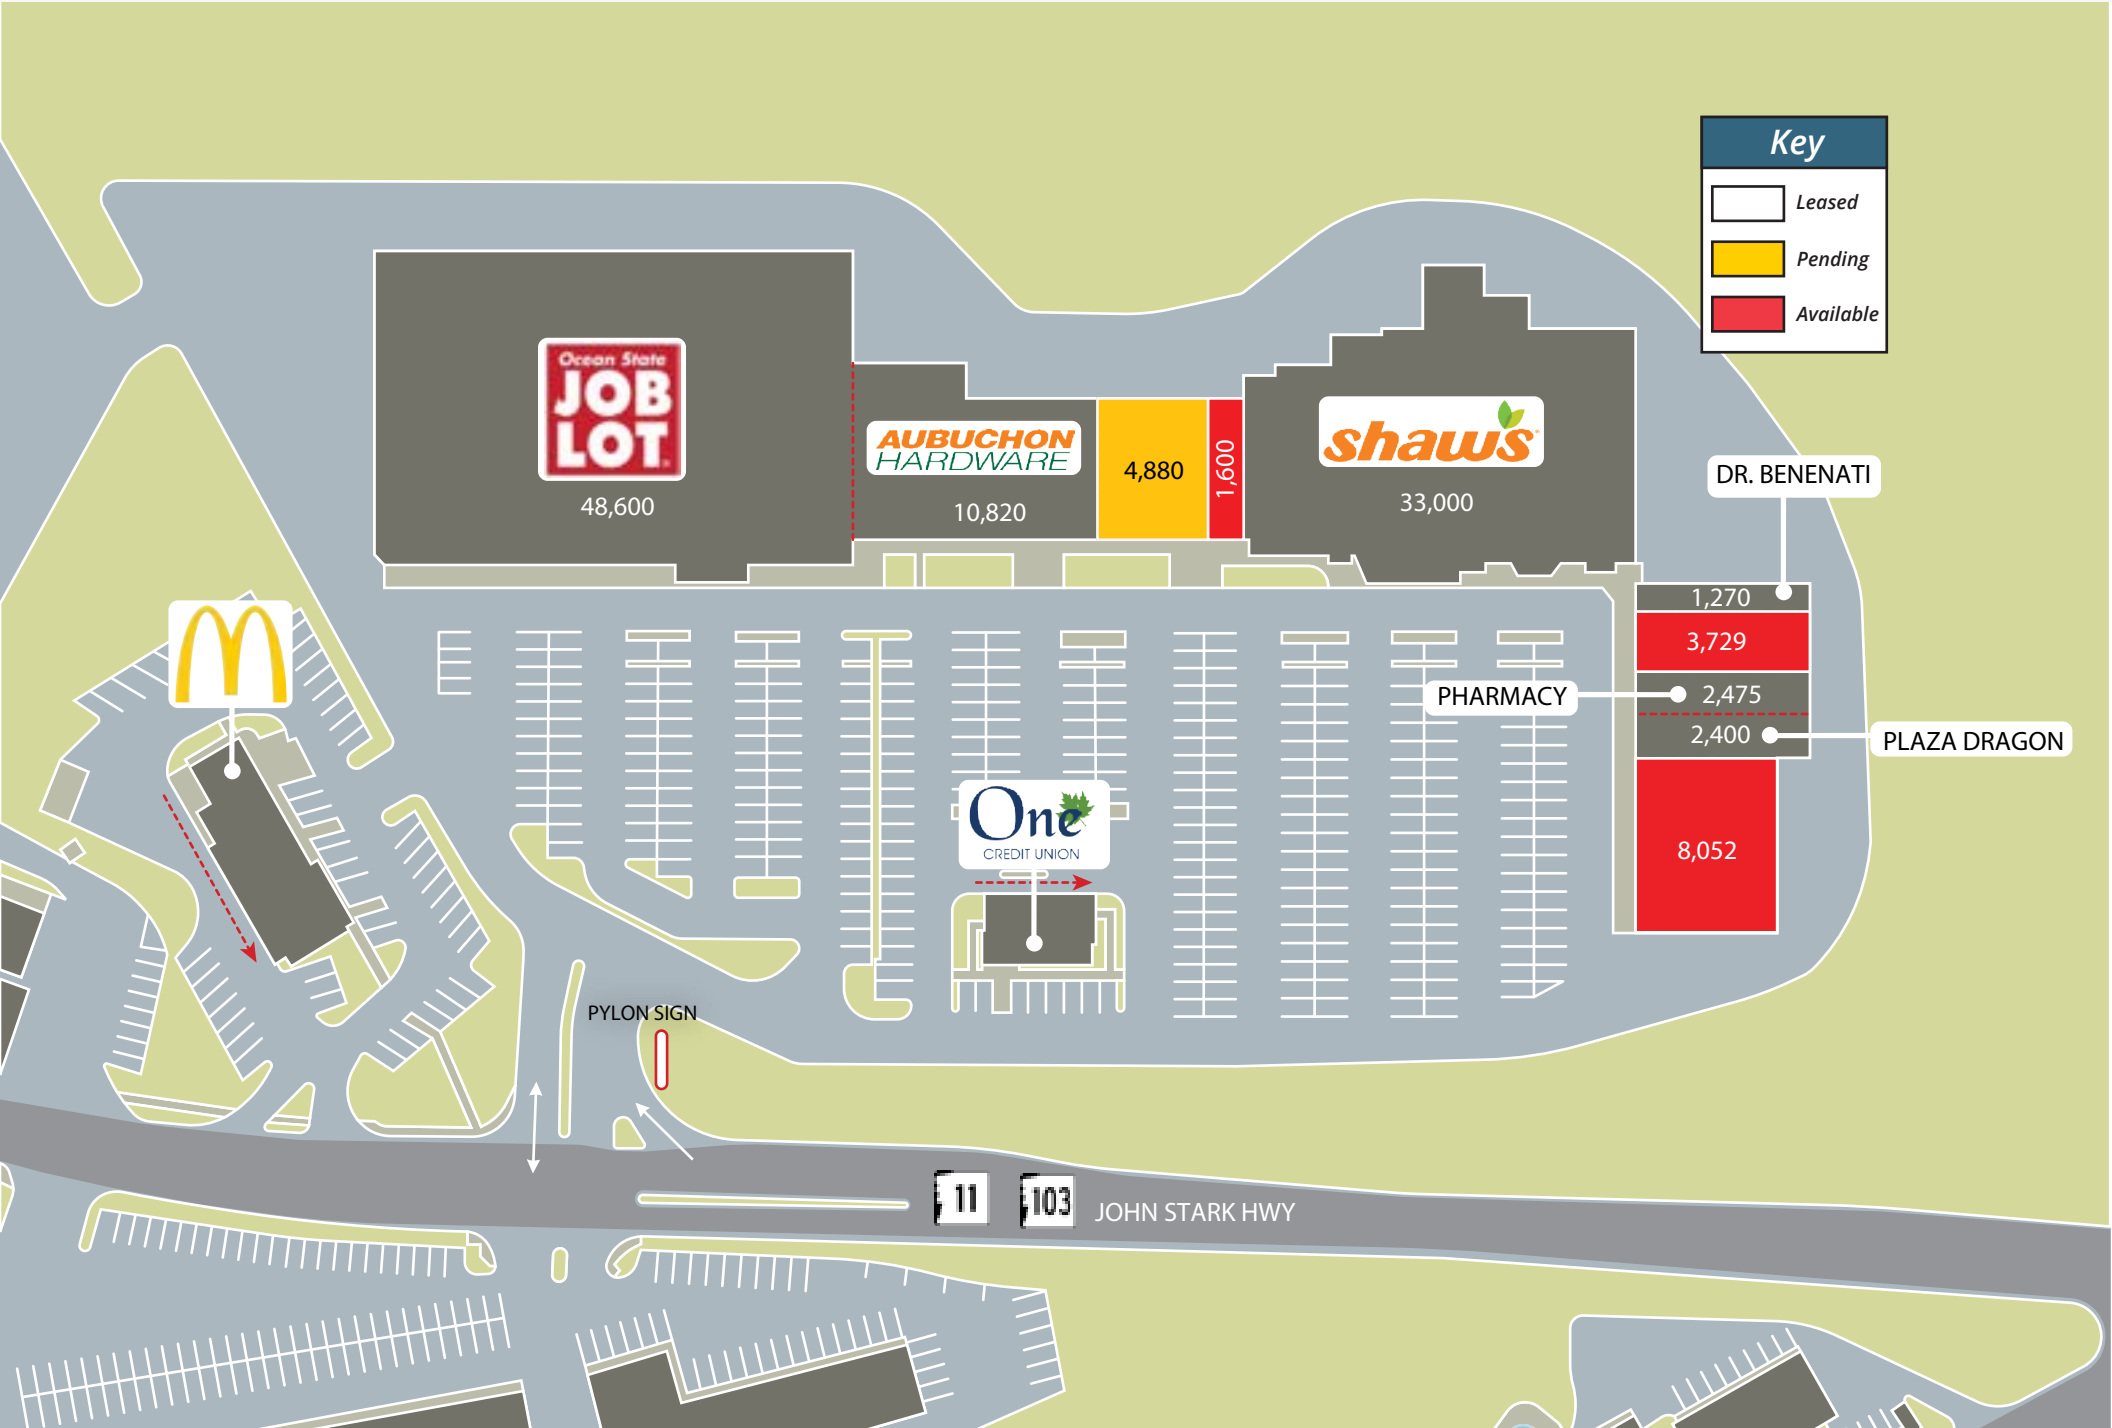 Key
Leased
Pending
Available
Ocean State
JOB
LOT
48,600
AUBUCHON
HARDWARE
10,820
4,880
1,600
shaw's
33,000
DR. BENENATI
1,270
3,729
PHARMACY
2,475
2,400
PLAZA DRAGON
8,052
One
CREDIT UNION
PYLON SIGN
11
103
JOHN STARK HWY